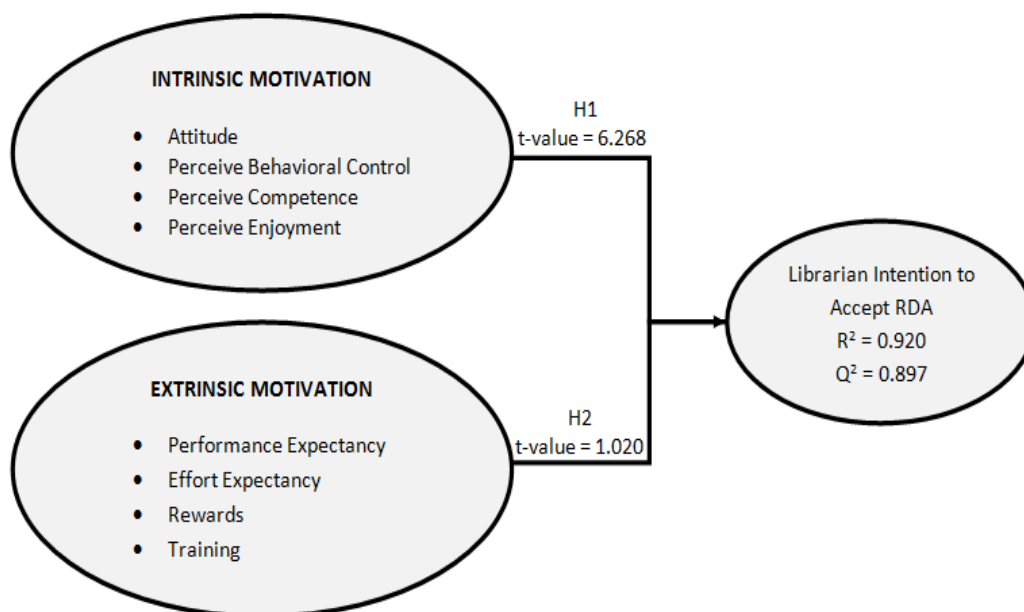 INTRINSIC MOTIVATION
• Attitude
• Perceive Behavioral Control
• Perceive Competence
• Perceive Enjoyment
H1
t-value = 6.268
Librarian Intention to
Accept RDA
R² = 0.920
Q² = 0.897
EXTRINSIC MOTIVATION
• Performance Expectancy
• Effort Expectancy
• Rewards
• Training
H2
t-value = 1.020